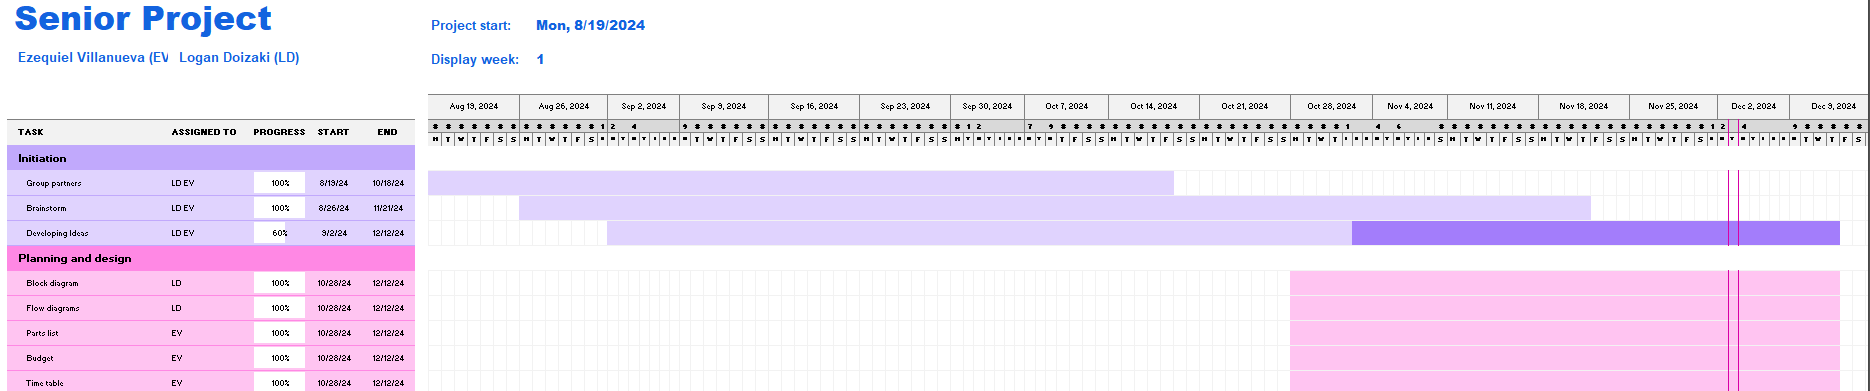 Senior Project
Project start: Mon, 8/19/2024
Ezequiel Villanueva (EV Logan Doizaki (LD)
Display week: 1
Aug 19, 2024 Aug 26, 2024 Sep 2, 2024 Sep 9, 2024 Sep 16, 2024 Sep 23, 2024 Sep 30, 2024 Oct 7, 2024 Oct 14, 2024 Oct 21, 2024 Oct 28, 2024 Nov 4, 2024 Nov 11, 2024 Nov 18, 2024 Nov 25, 2024 Dec 2, 2024 Dec 9, 2024
TASK ASSIGNED TO PROGRESS START END
Initiation
Group partners LD EV 100% 8/19/24 10/18/24
Brainstorm LD EV 100% 8/26/24 11/21/24
Developing Ideas LD EV 60% 9/2/24 12/12/24
Planning and design
Block diagram LD 100% 10/28/24 12/12/24
Flow diagrams LD 100% 10/28/24 12/12/24
Parts list EV 100% 10/28/24 12/12/24
Budget EV 100% 10/28/24 12/12/24
Time table EV 100% 10/28/24 12/12/24